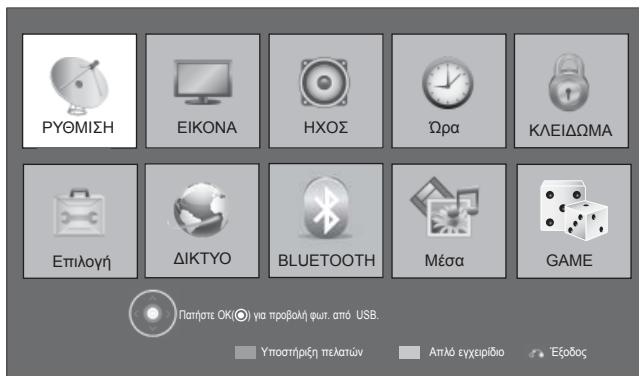 ΡΥΘΜΙΣΗ ΕΙΚΟΝΑ ΗΧΟΣ Ώρα ΚΛΕΙΔΩΜΑ
Επιλογή ΔΙΚΤΥΟ BLUETOOTH Μέσα GAME
Πατήστε OK(◉) για προβολή φωτ. από USB.
Υποστήριξη πελατών Απλό εγχειρίδιο Έξοδος